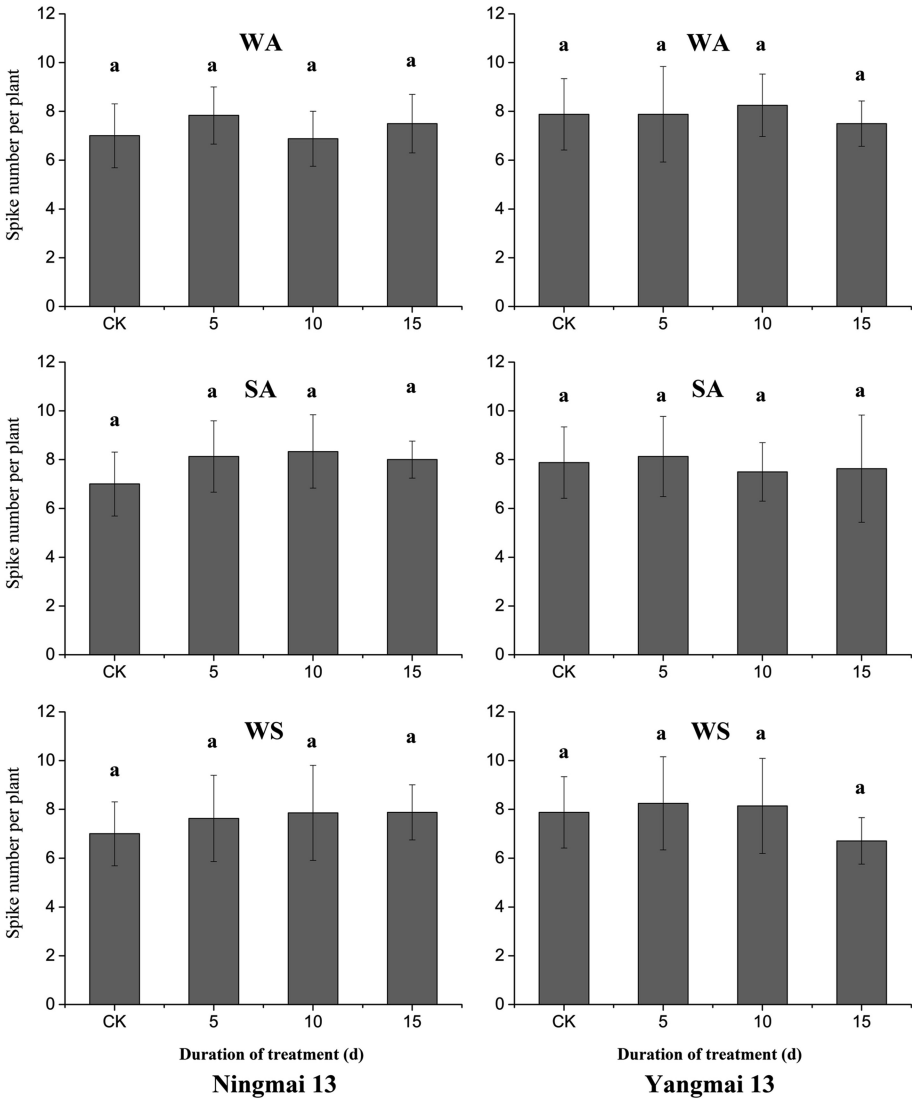 WA
Spike number per plant
12
10
8
6
4
2
0
a a a a
CK 5 10 15
WA
12
10
8
6
4
2
0
a a a a
CK 5 10 15
SA
Spike number per plant
12
10
8
6
4
2
0
a a a a
CK 5 10 15
SA
12
10
8
6
4
2
0
a a a a
CK 5 10 15
WS
Spike number per plant
12
10
8
6
4
2
0
a a a a
CK 5 10 15
WS
12
10
8
6
4
2
0
a a a a
CK 5 10 15
Duration of treatment (d)
Ningmai 13
Duration of treatment (d)
Yangmai 13